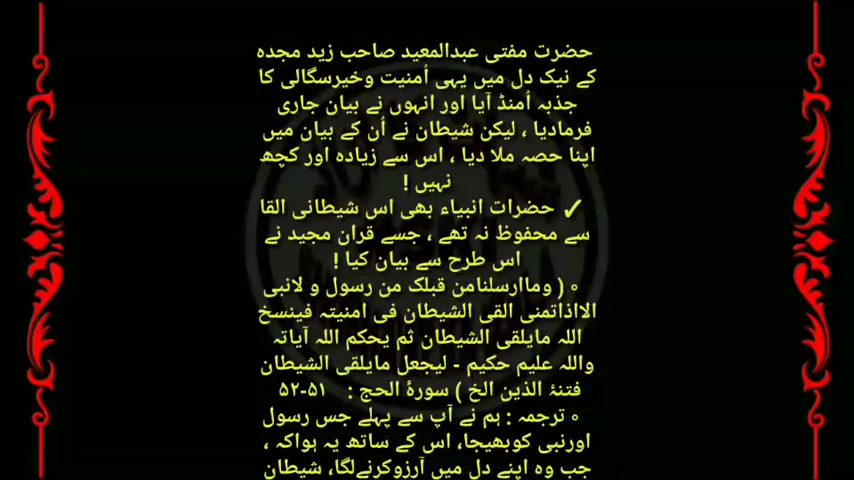 حضرت مفتی عبدالمعید صاحب زید مجدہ
کے نیک دل میں یہی اُمنیت وخیرسگالی کا
جذبہ اُمنڈ آیا اور انہوں نے بیان جاری
فرمادیا ، لیکن شیطان نے اُن کے بیان میں
اپنا حصہ ملا دیا ، اس سے زیادہ اور کچھ
نہیں !
✓ حضرات انبیاء بھی اس شیطانی القا
سے محفوظ نہ تھے ، جسے قران مجید نے
اس طرح سے بیان کیا !
° ( وماارسلنامن قبلک من رسول و لانبی
الااذاتمنی القی الشیطان فی امنیتہ فینسخ
اللہ مایلقی الشیطان ثم یحکم اللہ آیاتہ
واللہ علیم حکیم - لیجعل مایلقی الشیطان
فتنۃ الذین الخ ) سورۂ الحج : ۵۱-۵۲
° ترجمہ : ہم نے آپ سے پہلے جس رسول
اورنبی کوبھیجا، اس کے ساتھ یہ ہواکہ ،
جب وہ اپنے دل میں آرزوکرنےلگا، شیطان